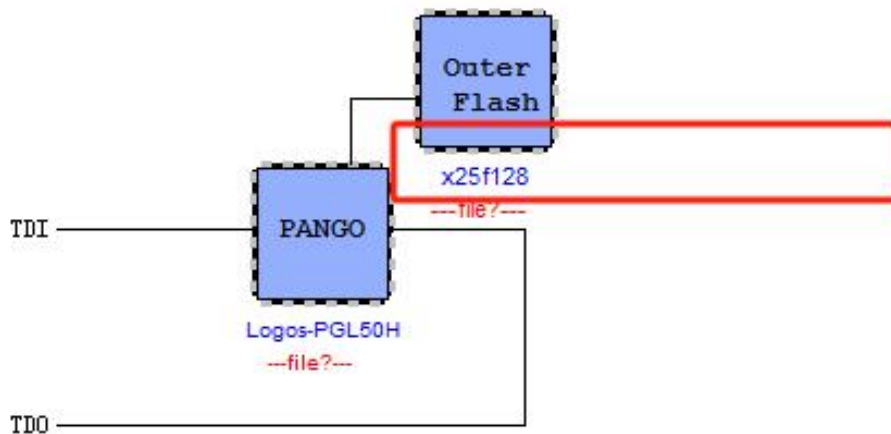 Outer
Flash
x25f128
---file?---
TDI
PANGO
Logos-PGL50H
---file?---
TDO